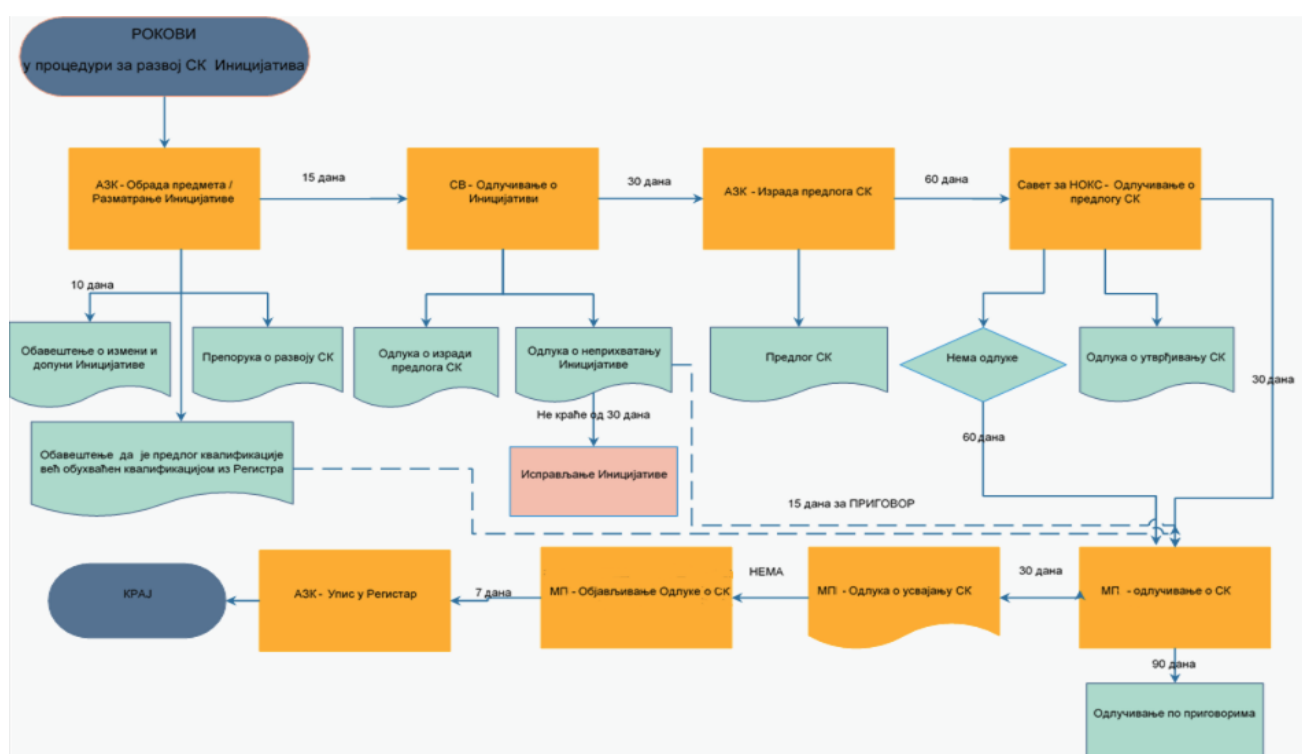 РОКОВИ
у процедури за развој СК Иницијатива
АЗК - Обрада предмета /
Разматрање Иницијативе
15 дана
СВ - Одлучивање о
Иницијативи
30 дана
АЗК - Израда предлога СК
60 дана
Савет за НОКС - Одлучивање о
предлогу СК
10 дана
Обавештење о измени и
допуни Иницијативе
Препорука о развоју СК
Одлука о изради
предлога СК
Одлука о неприхватању
Иницијативе
Предлог СК
Нема одлуке
Одлука о утврђивању СК
30 дана
Не краће од 30 дана
60 дана
Обавештење да је предлог квалификације
већ обухваћен квалификацијом из Регистра
Исправљање Иницијативе
15 дана за ПРИГОВОР
КРАЈ
АЗК - Упис у Регистар
7 дана
МП - Објављивање Одлуке о СК
НЕМА
МП - Одлука о усвајању СК
30 дана
МП - одлучивање о СК
90 дана
Одлучивање по приговорима